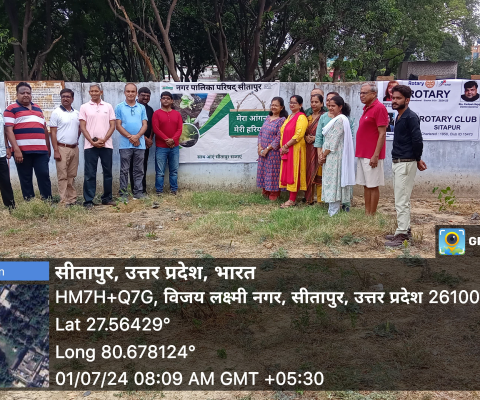 नगर पालिका परिषद् सीतापुर
मेरा आंगन
मेरी हरि
Rotary
ROTARY
ROTARY CLUB
SITAPUR
सीतापुर, उत्तर प्रदेश, भारत
HM7H+Q7G, विजय लक्ष्मी नगर, सीतापुर, उत्तर प्रदेश 26100
Lat 27.56429°
Long 80.678124°
01/07/24 08:09 AM GMT +05:30